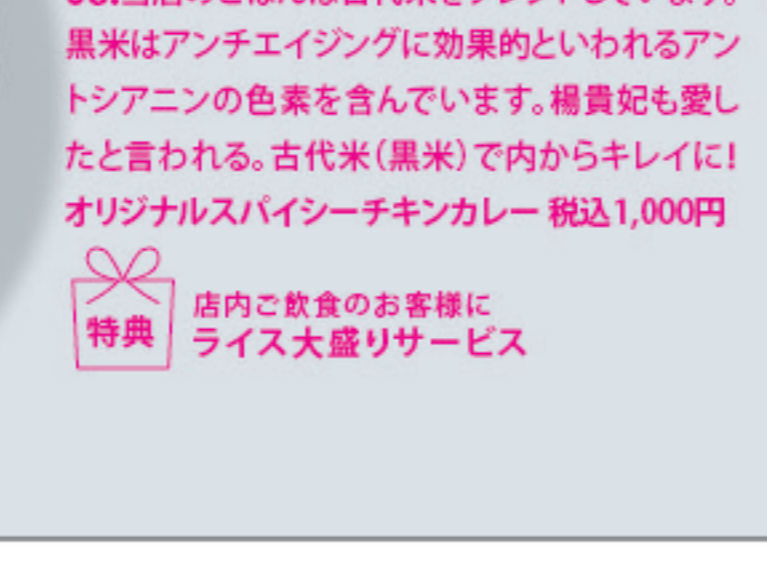 黒米はアンチエイジングに効果的といわれるアン
トシアニンの色素を含んでいます。楊貴妃も愛し
たと言われる。古代米（黒米）で内からキレイに！
オリジナルスパイシーチキンカレー 税込1,000円
特典
店内ご飲食のお客様に
ライス大盛りサービス